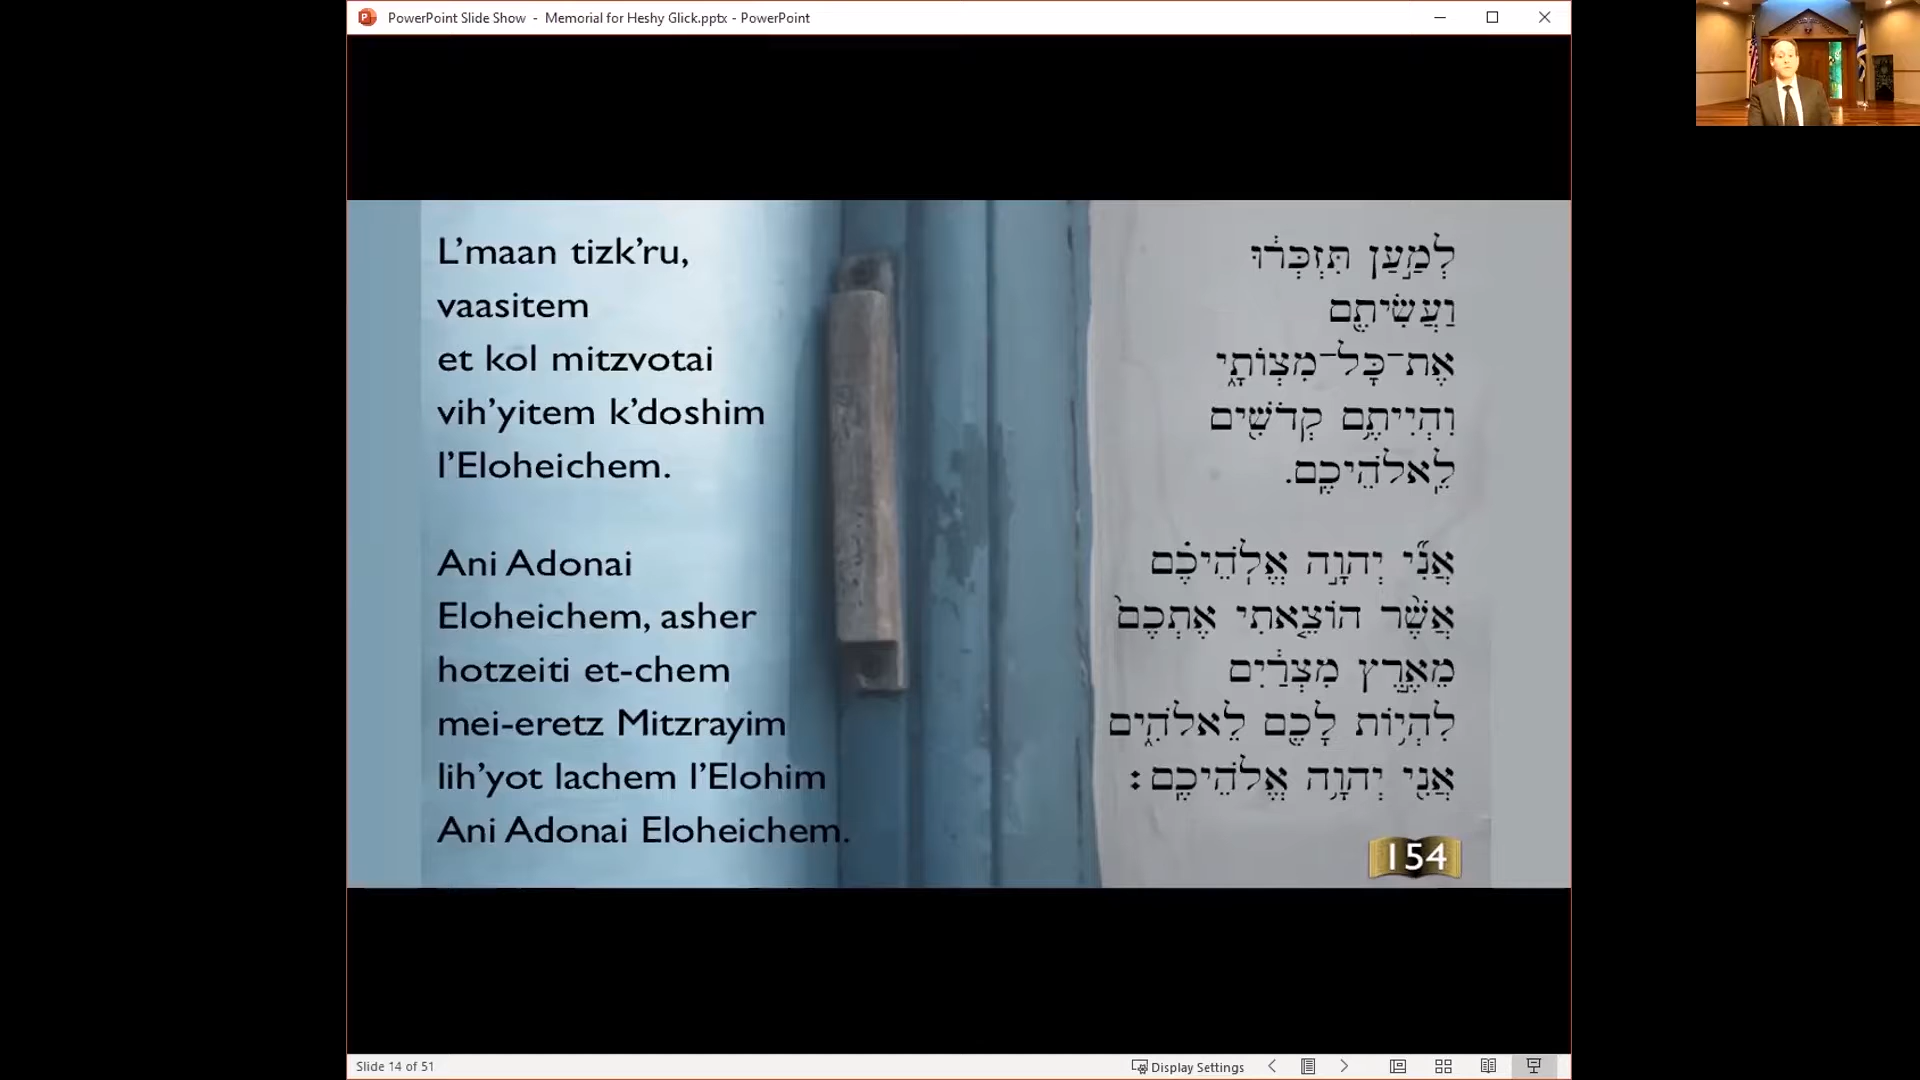 PowerPoint Slide Show - Memorial for Heshy Glick.pptx - PowerPoint
L’maan tizk’ru,
vaasitem
et kol mitzvotai
vih’yitem k’doshim
l’Eloheichem.
Ani Adonai
Eloheichem, asher
hotzeiti et-chem
mei-eretz Mitzrayim
lih’yot lachem l’Elohim
Ani Adonai Eloheichem.
לְמַ֣עַן תִּזְכְּר֔וּ
וַעֲשִׂיתֶ֖ם
אֶת־כָּל־מִצְוֹתָ֑י
וִהְיִיתֶ֥ם קְדֹשִׁ֖ים
לֵֽאלֹהֵיכֶֽם.
אֲנִ֞י יְהוָ֣ה אֱלֹֽהֵיכֶ֗ם
אֲשֶׁ֨ר הוֹצֵ֤אתִי אֶתְכֶם֙
מֵאֶ֣רֶץ מִצְרַ֔יִם
לִהְי֥וֹת לָכֶ֖ם לֵאלֹהִ֑ים
אֲנִ֖י יְהוָ֥ה אֱלֹהֵיכֶֽם׃
154
Slide 14 of 51
Display Settings